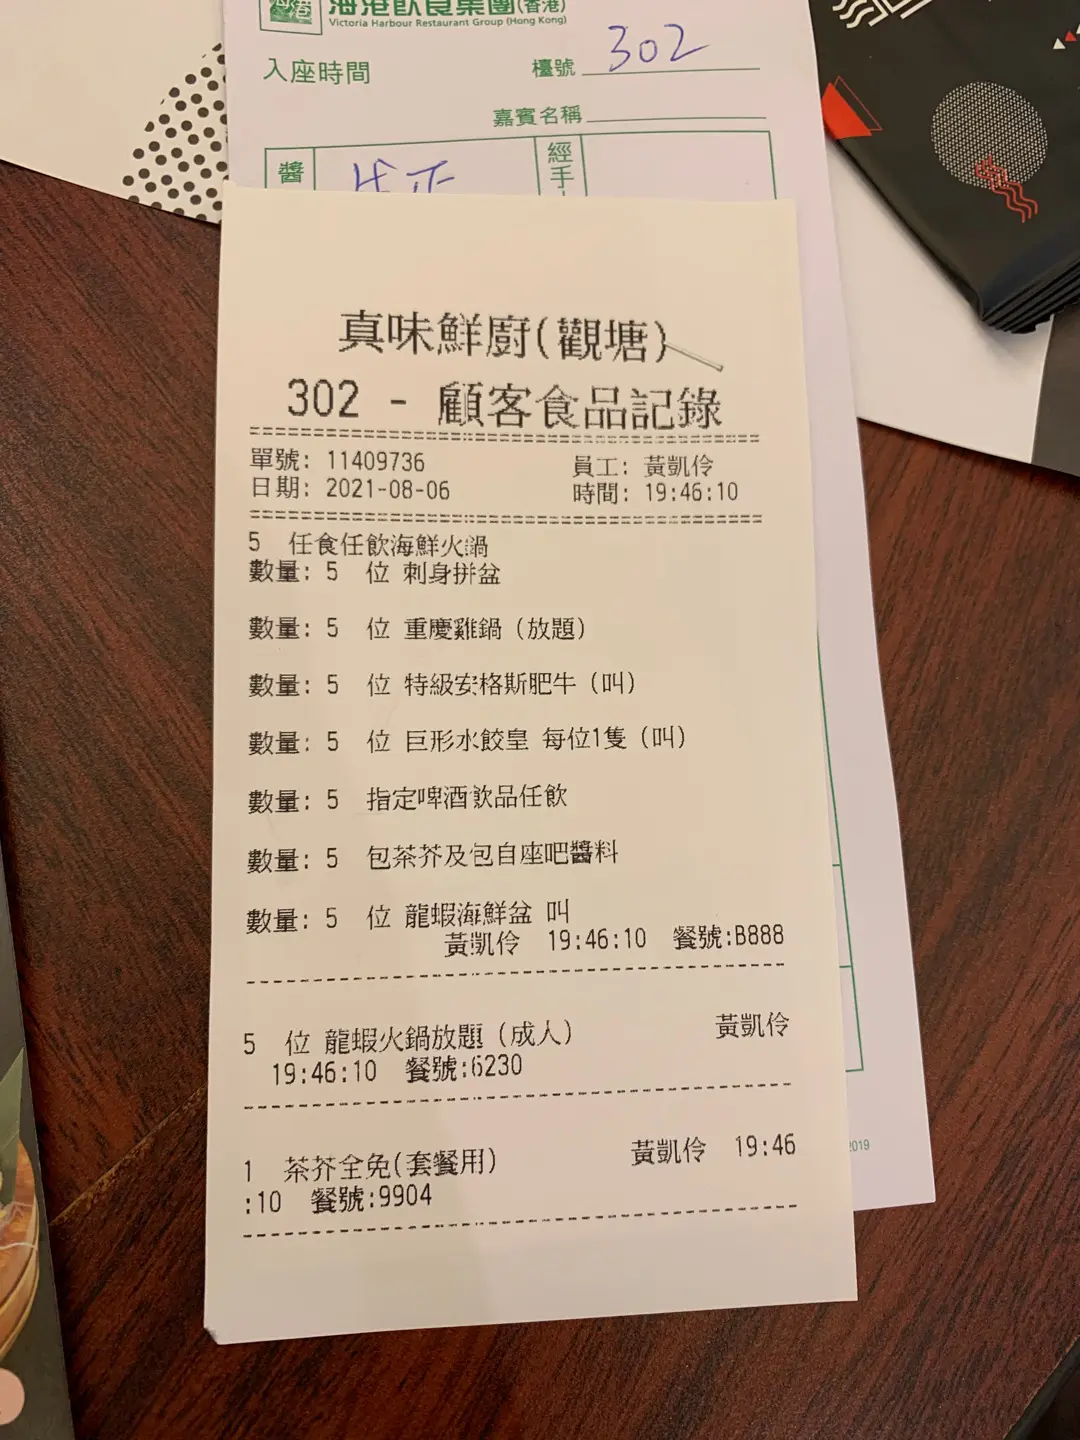 海港飲食集團(香港)
Victoria Harbour Restaurant Group (Hong Kong)
入座時間
檯號 302
嘉賓名稱
醬
經手
真味鮮廚(觀塘)
302 - 顧客食品記錄
單號: 11409736 員工: 黃凱伶
日期: 2021-08-06 時間: 19:46:10
5 任食任飲海鮮火鍋
數量: 5 位 刺身拼盆
數量: 5 位 重慶雞鍋 (放題)
數量: 5 位 特級安格斯肥牛 (叫)
數量: 5 位 巨形水餃皇 每位1隻 (叫)
數量: 5 指定啤酒飲品任飲
數量: 5 包茶芥及包自座吧醬料
數量: 5 位 龍蝦海鮮盆 叫
黃凱伶 19:46:10 餐號:B888
5 位 龍蝦火鍋放題 (成人) 黃凱伶
19:46:10 餐號:6230
1 茶芥全免(套餐用) 黃凱伶 19:46
:10 餐號:9904
2019